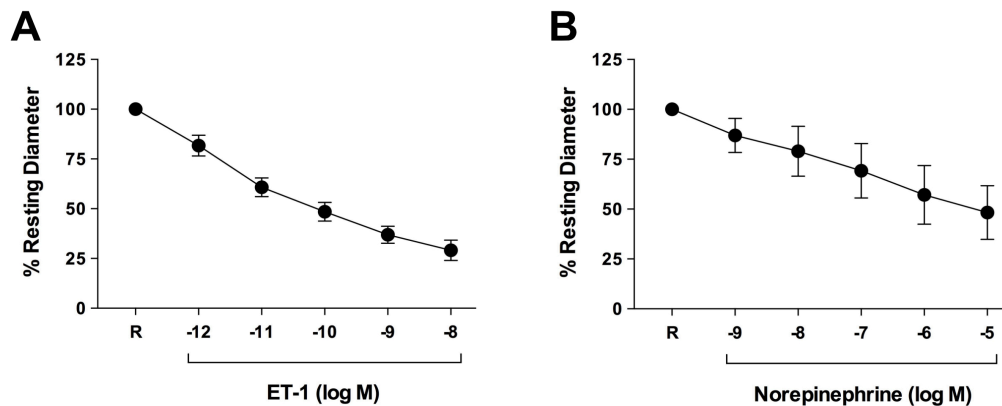 A
% Resting Diameter
125
100
75
50
25
0
R -12 -11 -10 -9 -8
ET-1 (log M)
B
% Resting Diameter
125
100
75
50
25
0
R -9 -8 -7 -6 -5
Norepinephrine (log M)